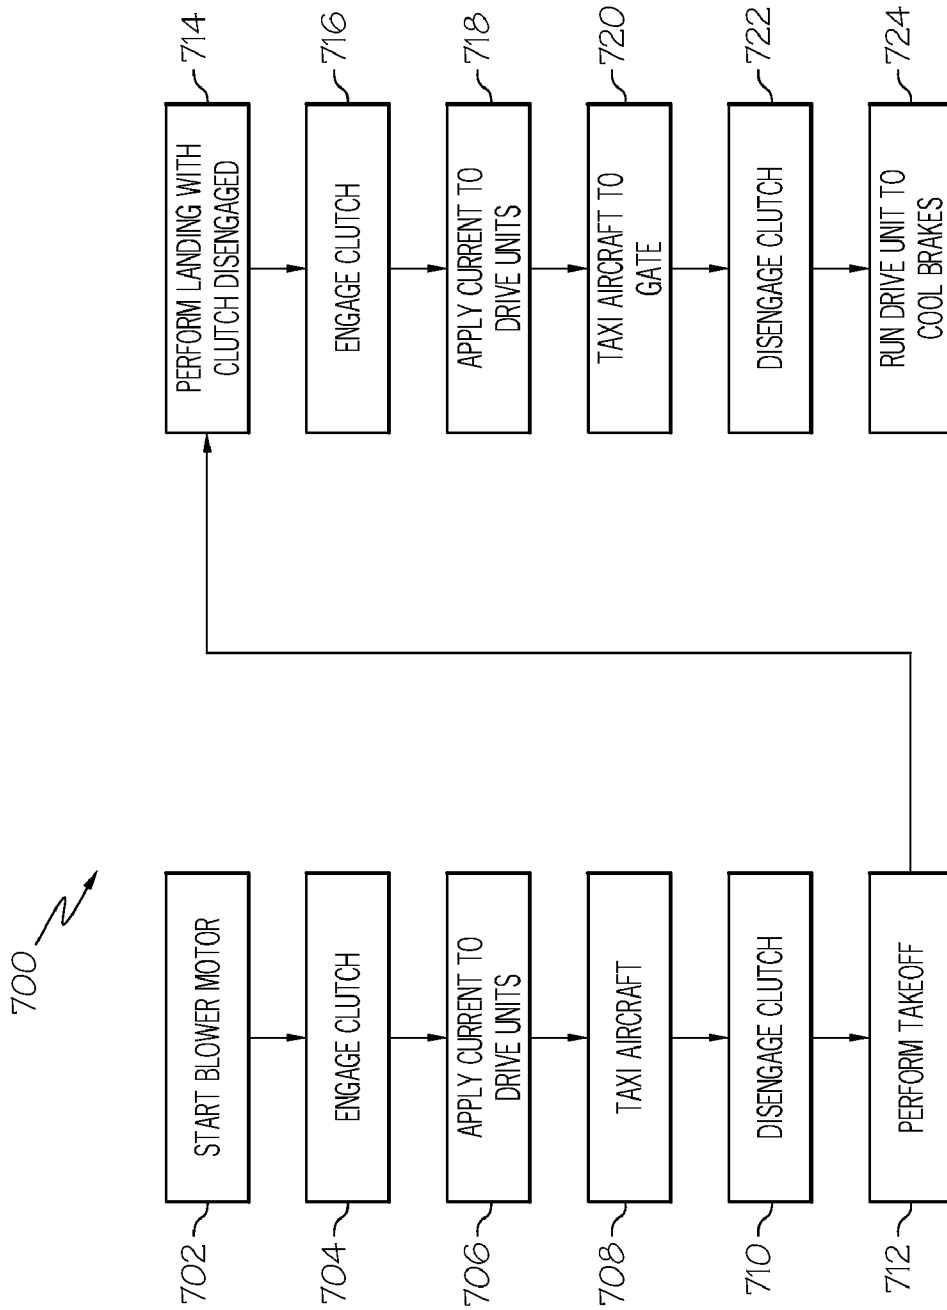 700
702
START BLOWER MOTOR
704
ENGAGE CLUTCH
706
APPLY CURRENT TO
DRIVE UNITS
708
TAXI AIRCRAFT
710
DISENGAGE CLUTCH
712
PERFORM TAKEOFF
714
PERFORM LANDING WITH
CLUTCH DISENGAGED
716
ENGAGE CLUTCH
718
APPLY CURRENT TO
DRIVE UNITS
720
TAXI AIRCRAFT TO
GATE
722
DISENGAGE CLUTCH
724
RUN DRIVE UNIT TO
COOL BRAKES